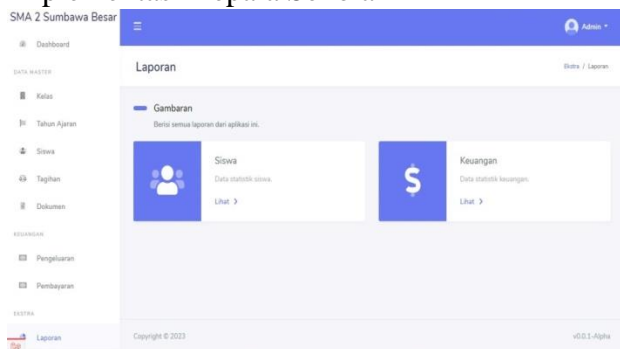 SMA 2 Sumbawa Besar
Admin
Dashboard
DATA MASTER
Kelas
Tahun Ajaran
Siswa
Tagihan
Dokumen
KEUANGAN
Pengeluaran
Pembayaran
EKSTRA
Laporan
Laporan
Ekstra / Laporan
Gambaran
Berisi semua laporan dari aplikasi ini.
Siswa
Data statistik siswa.
Lihat >
$
Keuangan
Data statistik keuangan.
Lihat >
Copyright © 2023
v0.0.1-Alpha